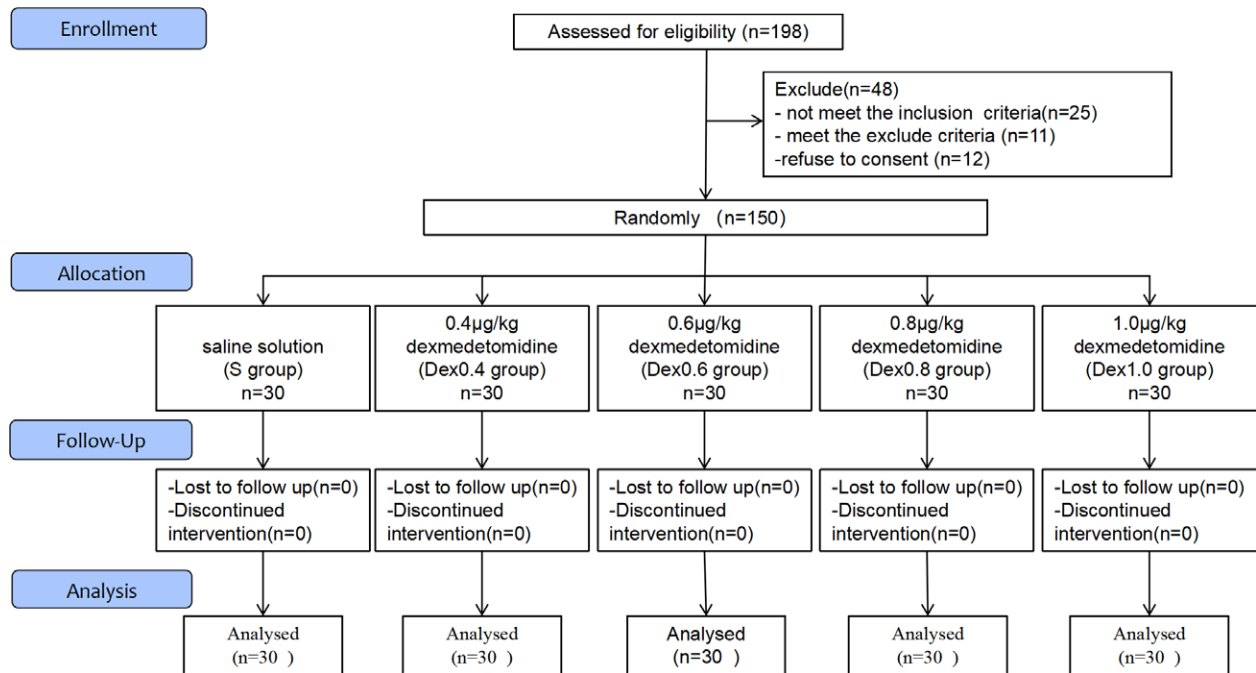 Enrollment
Assessed for eligibility (n=198)
Exclude(n=48)
- not meet the inclusion criteria(n=25)
- meet the exclude criteria (n=11)
-refuse to consent (n=12)
Randomly (n=150)
Allocation
saline solution
(S group)
n=30
0.4μg/kg
dexmedetomidine
(Dex0.4 group)
n=30
0.6μg/kg
dexmedetomidine
(Dex0.6 group)
n=30
0.8μg/kg
dexmedetomidine
(Dex0.8 group)
n=30
1.0μg/kg
dexmedetomidine
(Dex1.0 group)
n=30
Follow-Up
-Lost to follow up(n=0)
-Discontinued
intervention(n=0)
-Lost to follow up(n=0)
-Discontinued
intervention(n=0)
-Lost to follow up(n=0)
-Discontinued
intervention(n=0)
-Lost to follow up(n=0)
-Discontinued
intervention(n=0)
-Lost to follow up(n=0)
-Discontinued
intervention(n=0)
Analysis
Analysed
(n=30 )
Analysed
(n=30 )
Analysed
(n=30 )
Analysed
(n=30 )
Analysed
(n=30 )